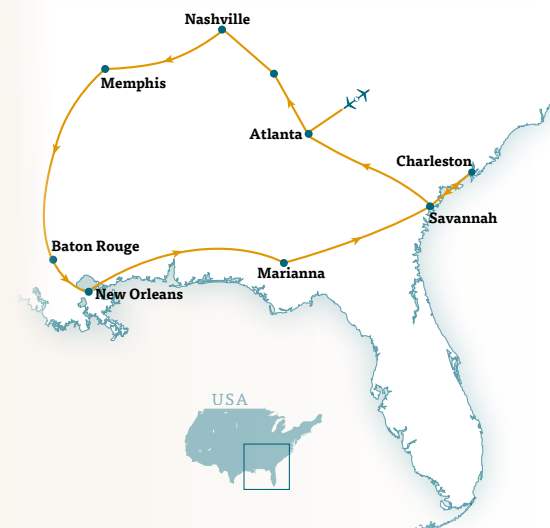 Nashville
Memphis
Atlanta
Charleston
Savannah
Baton Rouge
Marianna
New Orleans
USA